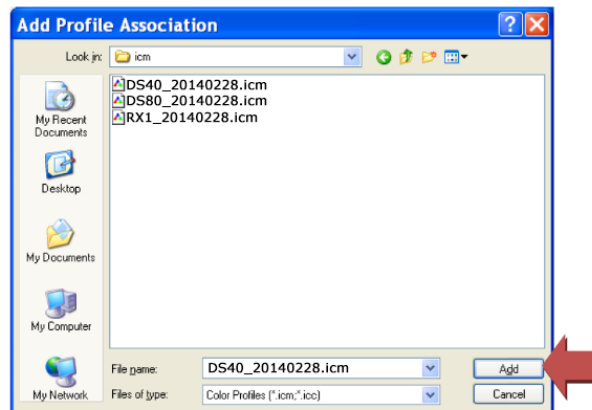 Add Profile Association
Look in: icm
DS40_20140228.icm
DS80_20140228.icm
RX1_20140228.icm
My Recent
Documents
Desktop
My Documents
My Computer
My Network
File name: DS40_20140228.icm Add
Files of type: Color Profiles (*.icm;*.icc) Cancel